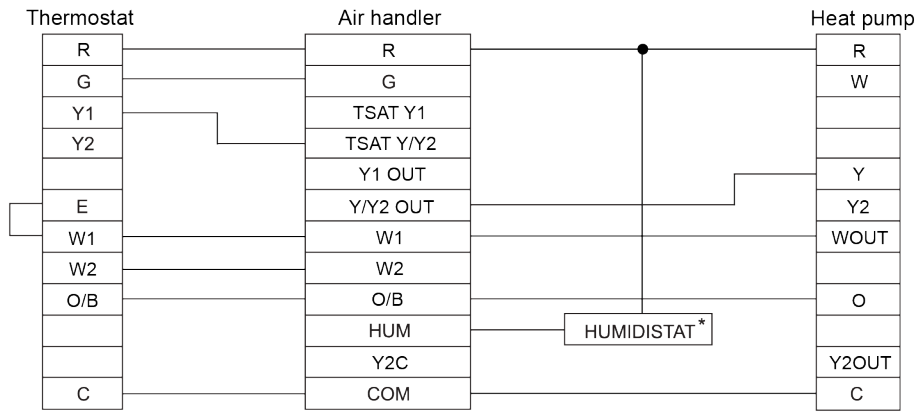 Thermostat Air handler Heat pump
R R R
G G W
Y1 TSAT Y1
Y2 TSAT Y/Y2
Y1 OUT Y
E Y/Y2 OUT Y2
W1 W1 WOUT
W2 W2
O/B O/B O
HUM HUMIDISTAT*
Y2C Y2OUT
C COM C